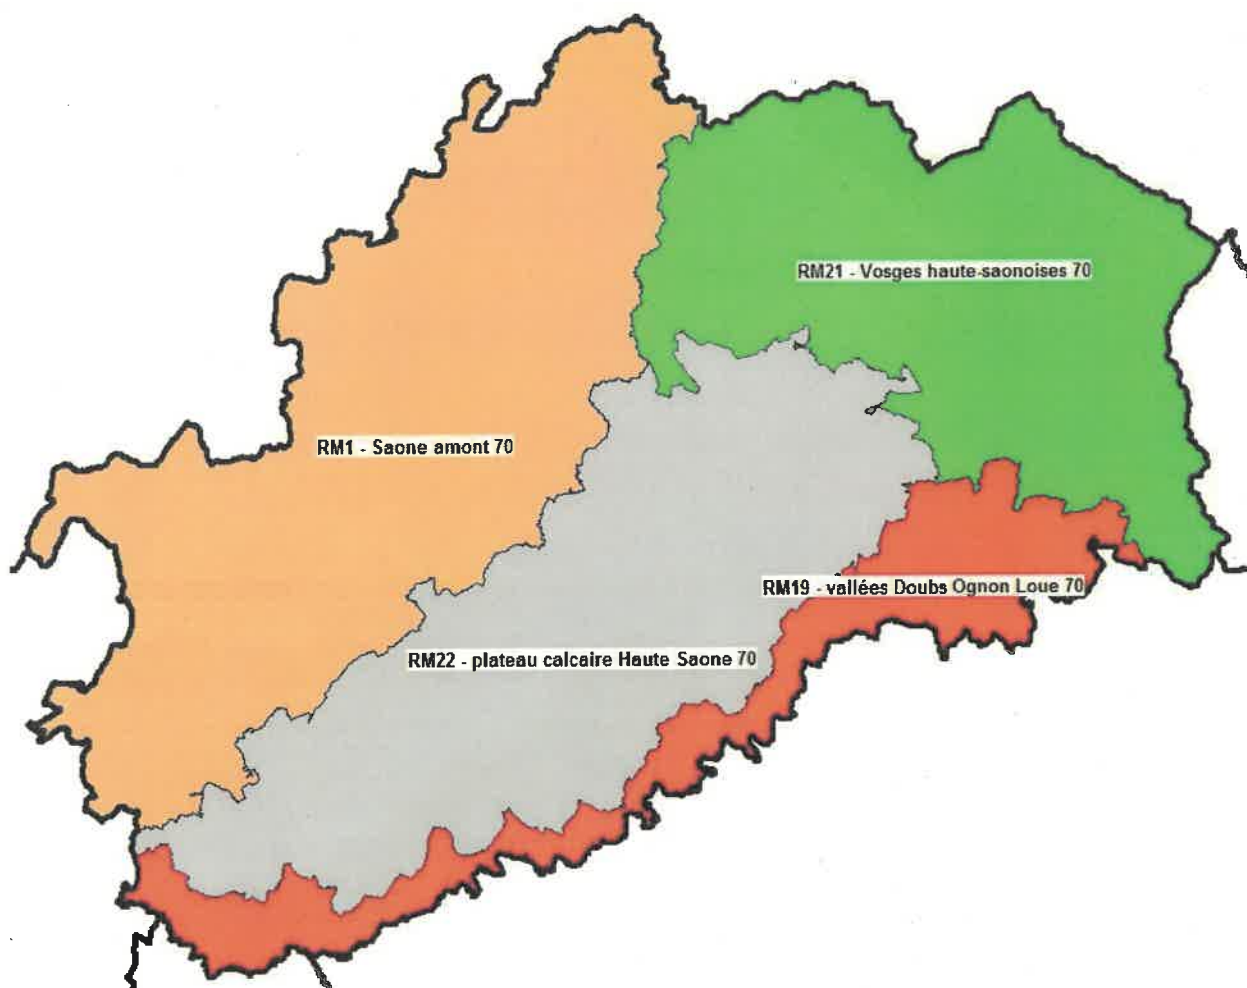 RM21 - Vosges haute-saonoises 70
RM1 - Saone amont 70
RM19 - vallées Doubs Ognon Loue 70
RM22 - plateau calcaire Haute Saone 70